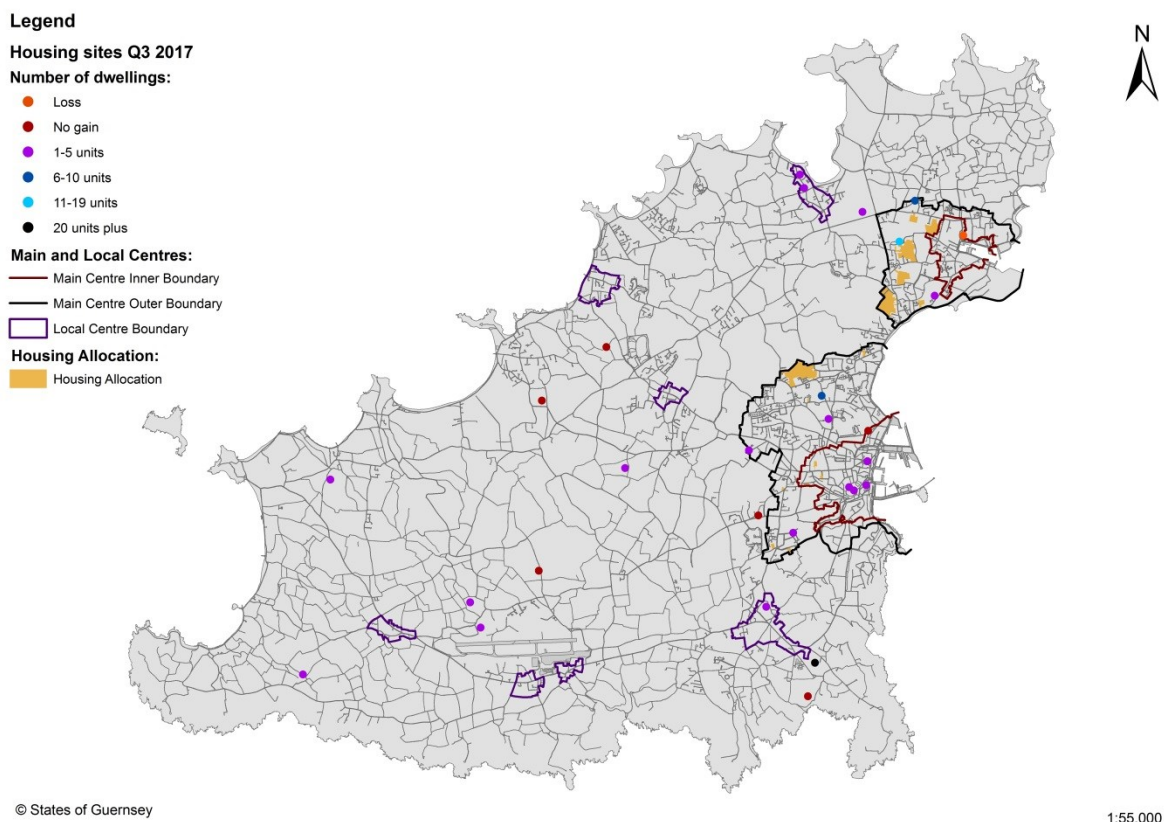 Legend
Housing sites Q3 2017
Number of dwellings:
Loss
No gain
1-5 units
6-10 units
11-19 units
20 units plus
Main and Local Centres:
Main Centre Inner Boundary
Main Centre Outer Boundary
Local Centre Boundary
Housing Allocation:
Housing Allocation
N
© States of Guernsey
1:55,000